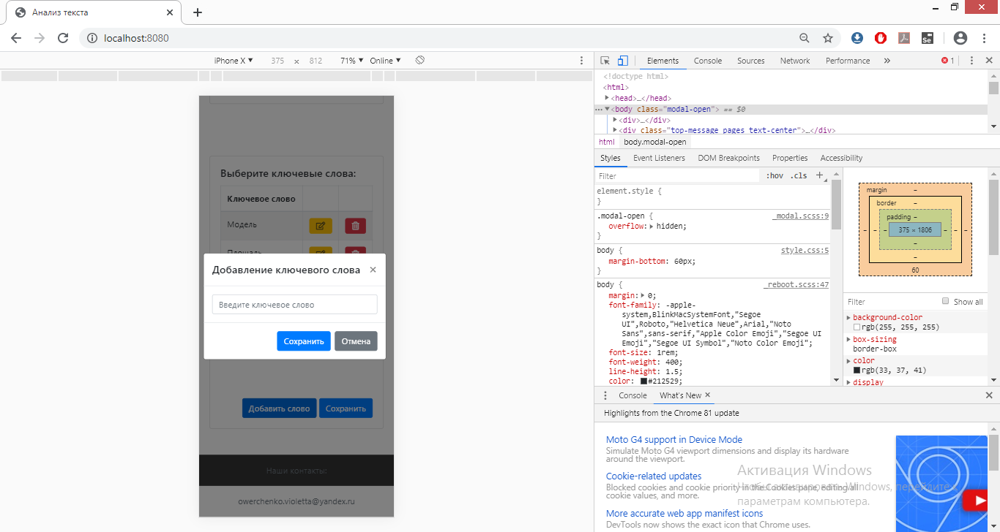 Анализ текста
localhost:8080
iPhone X ▼ 375 × 812 71% ▼ Online ▼
Выберите ключевые слова:
Ключевое слово
Модель
Площадь
Добавление ключевого слова ×
Введите ключевое слово
Сохранить Отмена
Добавить слово Сохранить
Наши контакты:
owerchenko.violetta@yandex.ru
Elements Console Sources Network Performance » 1
<!doctype html>
<html>
<head>…</head>
<body class="modal-open"> == $0
<div>…</div>
<div class="top-message pages text-center">…</div>
html body.modal-open
Styles Event Listeners DOM Breakpoints Properties Accessibility
Filter :hov .cls +
element.style {
}
.modal-open { _modal.scss:9
overflow: hidden;
}
body { style.css:5
margin-bottom: 60px;
}
body { _reboot.scss:47
margin: 0;
font-family: -apple-
system,BlinkMacSystemFont,"Segoe
UI",Roboto,"Helvetica Neue",Arial,"Noto
Sans",sans-serif,"Apple Color Emoji","Segoe UI
Emoji","Segoe UI Symbol","Noto Color Emoji";
font-size: 1rem;
font-weight: 400;
line-height: 1.5;
color: #212529;
margin –
border –
padding –
– – – 375 × 1806 – – –
–
–
60
Filter Show all
background-color
rgb(255, 255, 255)
box-sizing
border-box
color
rgb(33, 37, 41)
display
Console What's New ×
Highlights from the Chrome 81 update
Moto G4 support in Device Mode
Simulate Moto G4 viewport dimensions and display its hardware
around the viewport.
Cookie-related updates
Blocked cookies and cookie priority in the Cookies pane, editing all
cookie values, and more.
More accurate web app manifest icons
DevTools now shows the exact icon that Chrome uses.
Активация Windows
Чтобы активировать Windows, перейдите к
параметрам компьютера.